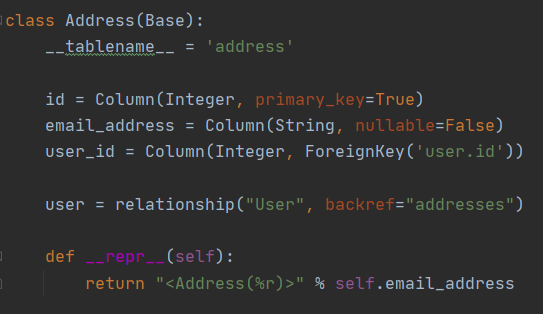 class Address(Base):
    __tablename__ = 'address'
    id = Column(Integer, primary_key=True)
    email_address = Column(String, nullable=False)
    user_id = Column(Integer, ForeignKey('user.id'))
    user = relationship("User", backref="addresses")
    def __repr__(self):
        return "<Address(%r)>" % self.email_address